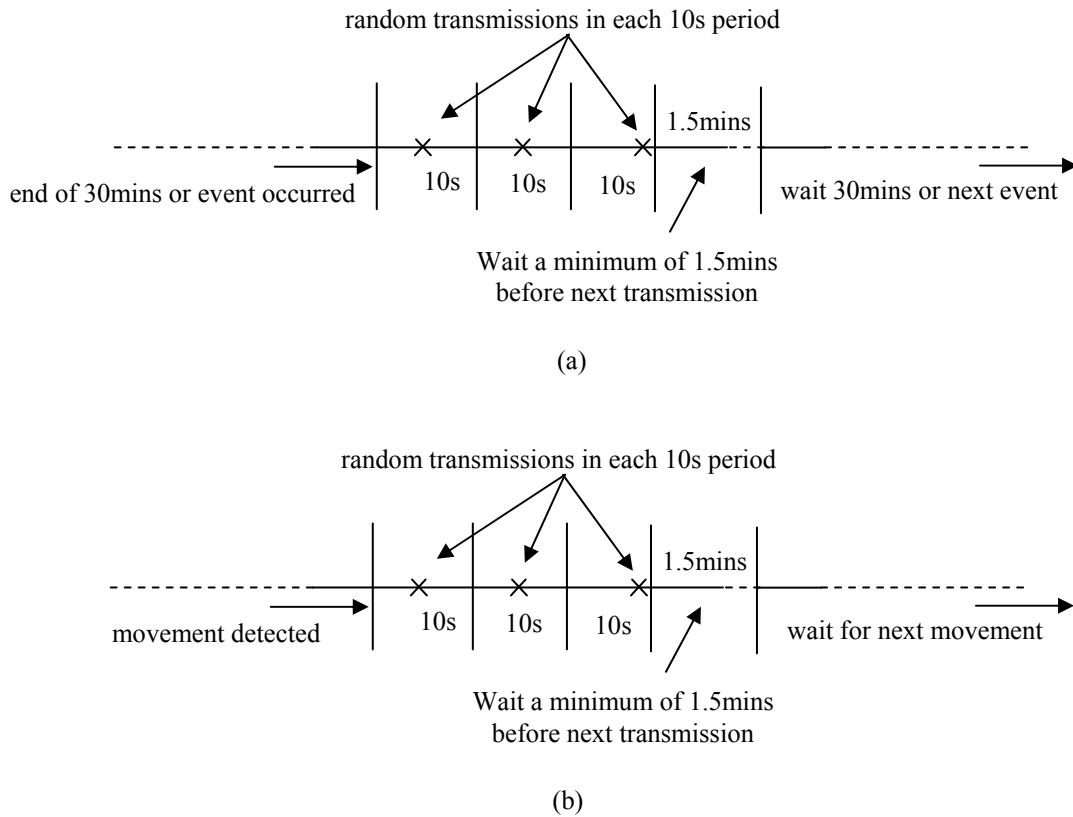 random transmissions in each 10s period
1.5mins
10s
10s
10s
end of 30mins or event occurred
wait 30mins or next event
Wait a minimum of 1.5mins
before next transmission
(a)
random transmissions in each 10s period
1.5mins
10s
10s
10s
movement detected
wait for next movement
Wait a minimum of 1.5mins
before next transmission
(b)